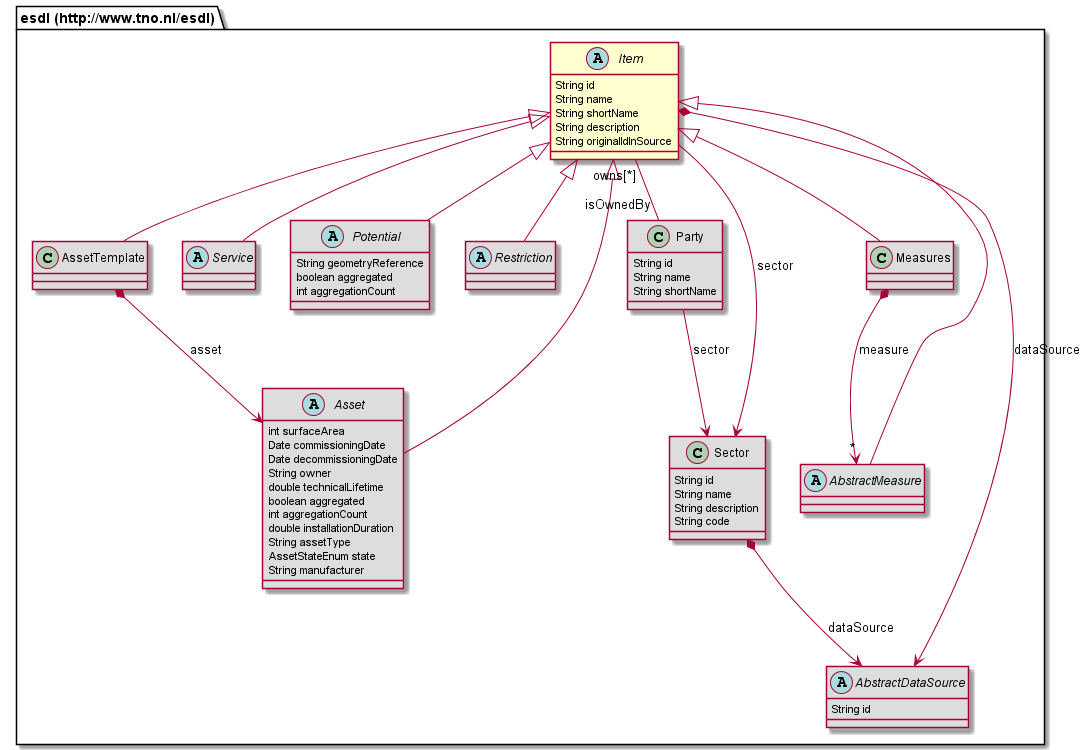 esdl (http://www.tno.nl/esdl)
A Item
String id
String name
String shortName
String description
String originalIdInSource
owns[*]
isOwnedBy
C AssetTemplate
A Service
A Potential
String geometryReference
boolean aggregated
int aggregationCount
A Restriction
C Party
String id
String name
String shortName
sector
C Measures
asset
sector
measure
dataSource
A Asset
int surfaceArea
Date commissioningDate
Date decommissioningDate
String owner
double technicalLifetime
boolean aggregated
int aggregationCount
double installationDuration
String assetType
AssetStateEnum state
String manufacturer
C Sector
String id
String name
String description
String code
*
A AbstractMeasure
dataSource
A AbstractDataSource
String id